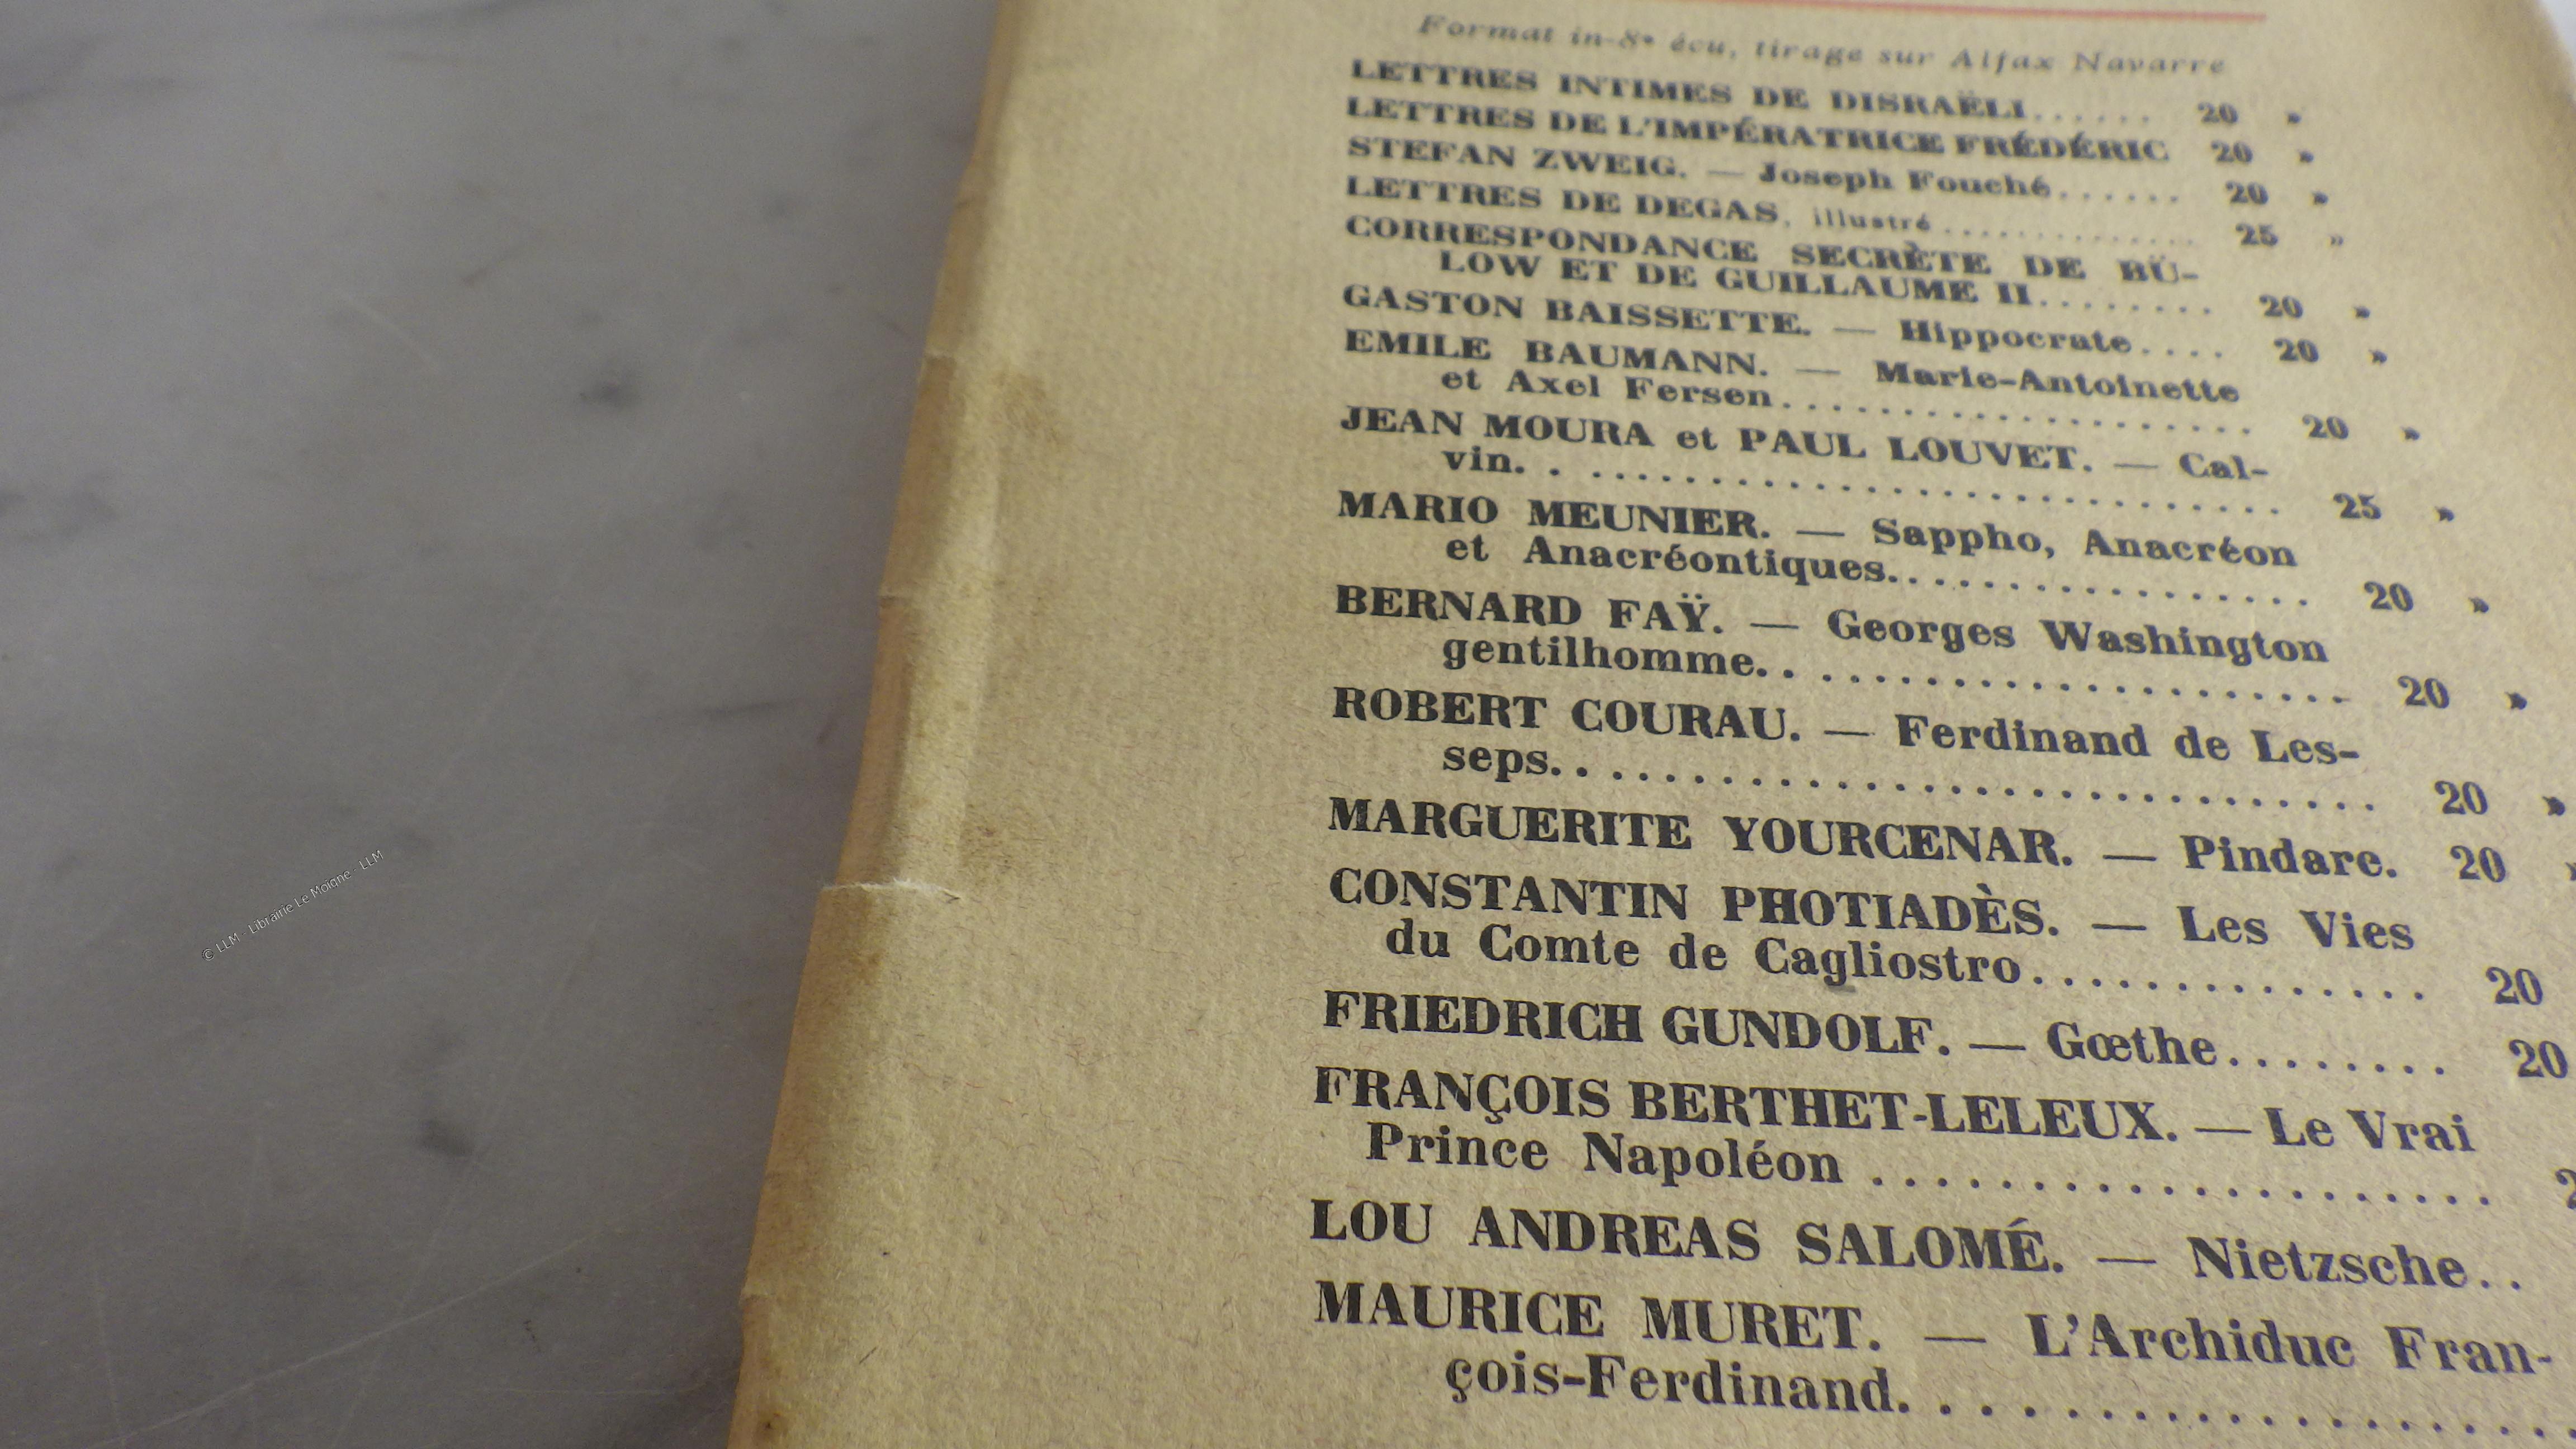 Format in-8º écu, tirage sur Alfax Navarre
LETTRES INTIMES DE DISRAËLI...... 20 »
LETTRES DE L'IMPÉRATRICE FRÉDÉRIC 20 »
STEFAN ZWEIG. — Joseph Fouché...... 20 »
LETTRES DE DEGAS, illustré.............. 25 »
CORRESPONDANCE SECRÈTE DE BÜ-
LOW ET DE GUILLAUME II........ 20 »
GASTON BAISSETTE. — Hippocrate.... 20 »
EMILE BAUMANN. — Marie-Antoinette
et Axel Fersen.................... 20 »
JEAN MOURA et PAUL LOUVET. — Cal-
vin. . .............................. 25 »
MARIO MEUNIER. — Sappho, Anacréon
et Anacréontiques.................. 20 »
BERNARD FAŸ. — Georges Washington
gentilhomme. . ...................... 20 »
ROBERT COURAU. — Ferdinand de Les-
seps. . ............................. 20 »
MARGUERITE YOURCENAR. — Pindare. 20 »
CONSTANTIN PHOTIADÈS. — Les Vies
du Comte de Cagliostro............... 20
FRIEDRICH GUNDOLF. — Gœthe........ 20
FRANÇOIS BERTHET-LELEUX. — Le Vrai
Prince Napoléon ..................... 2
LOU ANDREAS SALOMÉ. — Nietzsche..
MAURICE MURET. — L'Archiduc Fran-
çois-Ferdinand...................
© LLM - Librairie Le Moigne - LLM